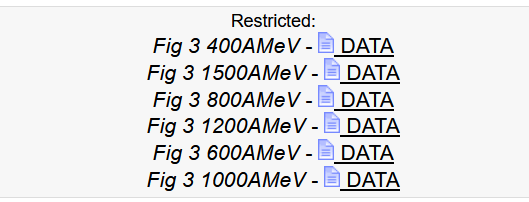 Restricted:
Fig 3 400AMeV - DATA
Fig 3 1500AMeV - DATA
Fig 3 800AMeV - DATA
Fig 3 1200AMeV - DATA
Fig 3 600AMeV - DATA
Fig 3 1000AMeV - DATA